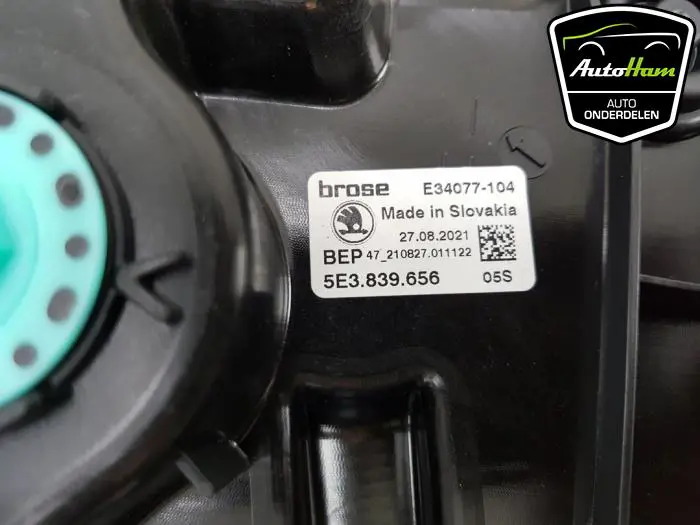 AutoHam
AUTO
ONDERDELEN
brose E34077-104
Made in Slovakia
27.08.2021
BEP 47_210827.011122
5E3.839.656 05S